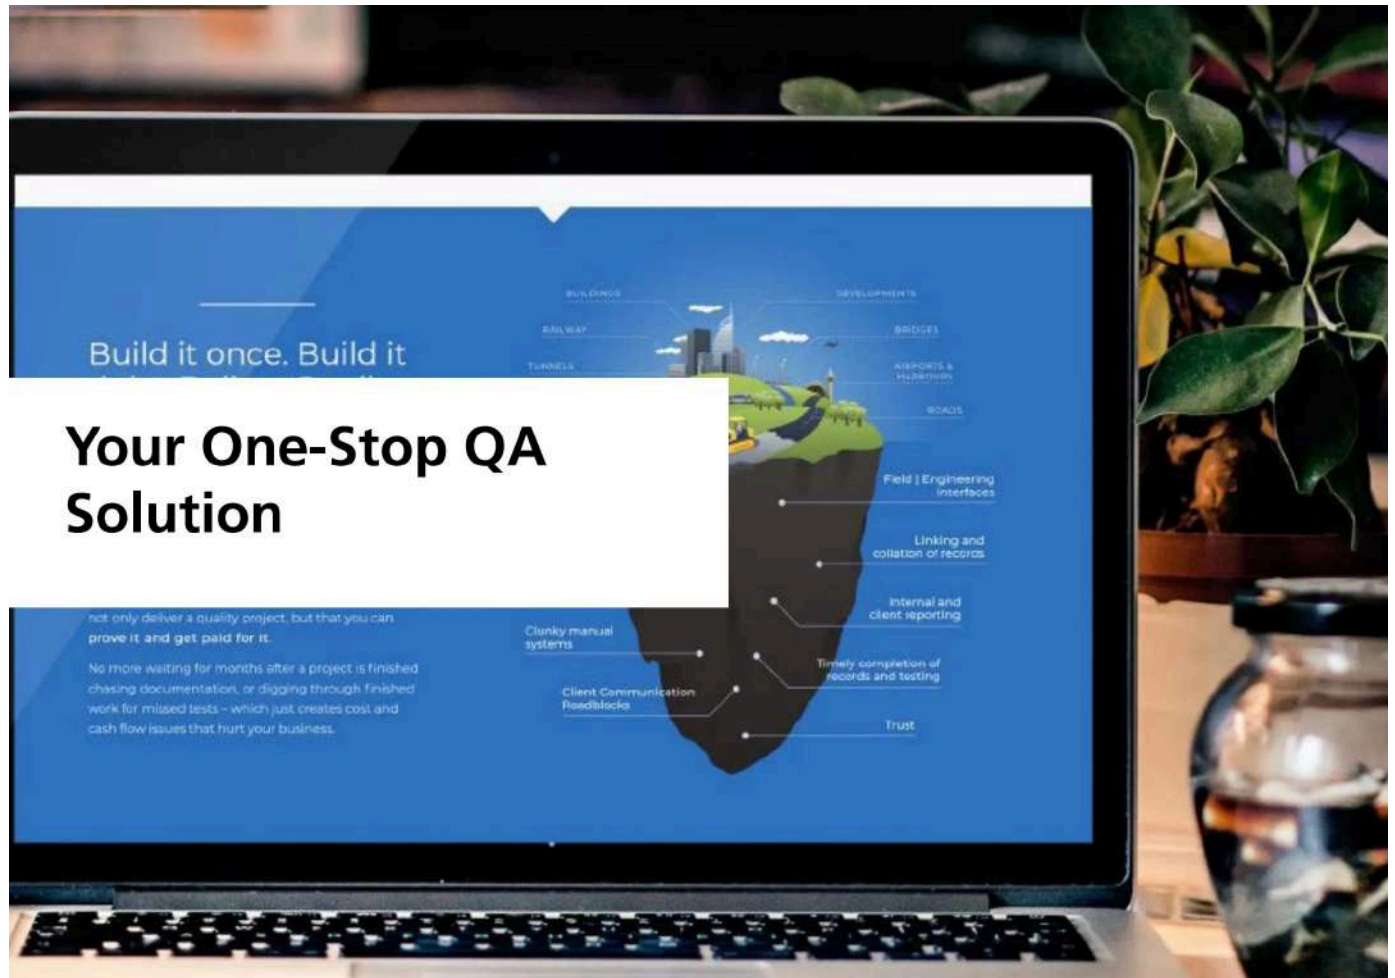 Build it once. Build it
Your One-Stop QA
Solution
not only deliver a quality project, but that you can
prove it and get paid for it.
No more waiting for months after a project is finished
chasing documentation, or digging through finished
work for missed tests – which just creates cost and
cash flow issues that hurt your business.
BUILDINGS
DEVELOPMENTS
RAILWAY
BRIDGES
TUNNELS
AIRPORTS &
HARBOURS
ROADS
Field | Engineering
interfaces
Linking and
collation of records
Internal and
client reporting
Clunky manual
systems
Timely completion of
records and testing
Client Communication
Roadblocks
Trust